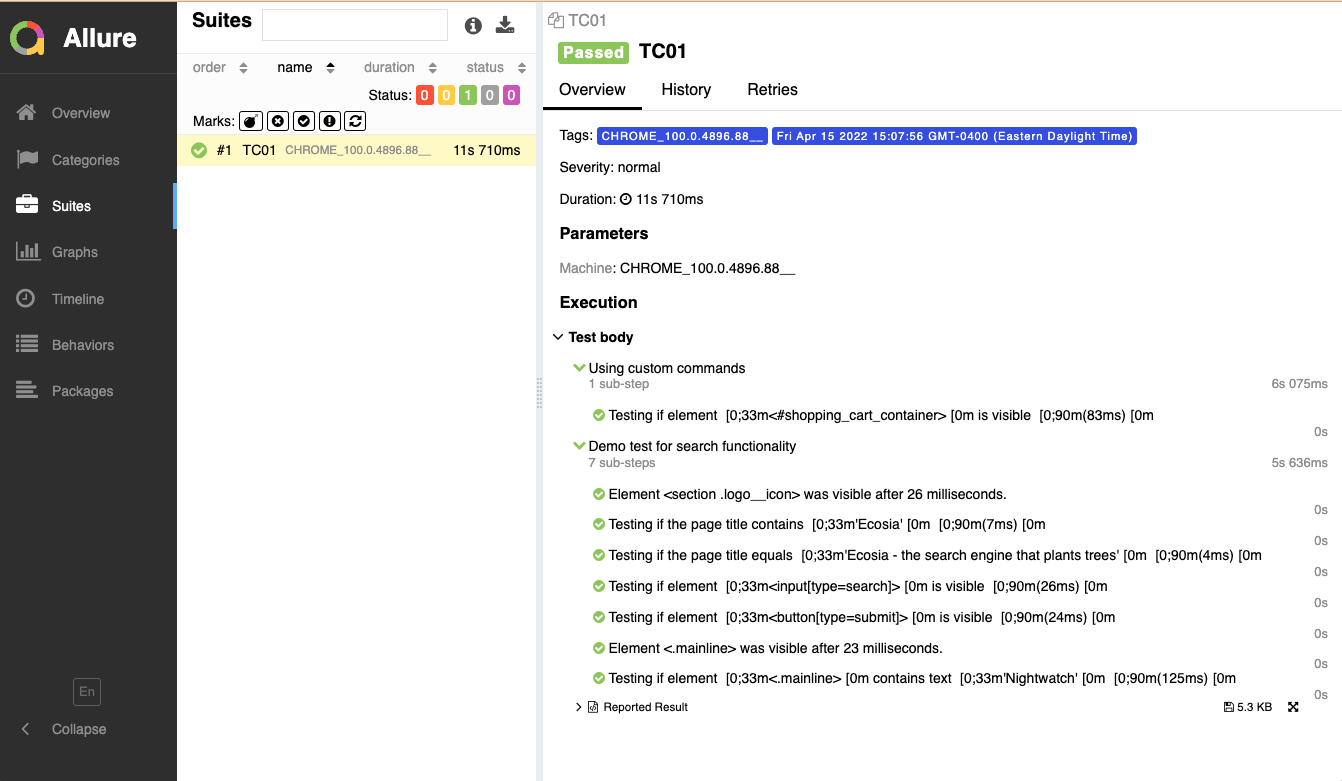 Allure
Overview
Categories
Suites
Graphs
Timeline
Behaviors
Packages
En
Collapse
Suites
order name duration status
Status: 0 0 1 0 0
Marks:
#1 TC01 CHROME_100.0.4896.88__ 11s 710ms
TC01
Passed TC01
Overview History Retries
Tags: CHROME_100.0.4896.88__ Fri Apr 15 2022 15:07:56 GMT-0400 (Eastern Daylight Time)
Severity: normal
Duration: 11s 710ms
Parameters
Machine: CHROME_100.0.4896.88__
Execution
Test body
Using custom commands
1 sub-step 6s 075ms
Testing if element [0;33m<#shopping_cart_container> [0m is visible [0;90m(83ms) [0m
0s
Demo test for search functionality
7 sub-steps 5s 636ms
Element <section .logo__icon> was visible after 26 milliseconds.
0s
Testing if the page title contains [0;33m'Ecosia' [0m [0;90m(7ms) [0m
0s
Testing if the page title equals [0;33m'Ecosia - the search engine that plants trees' [0m [0;90m(4ms) [0m
0s
Testing if element [0;33m<input[type=search]> [0m is visible [0;90m(26ms) [0m
0s
Testing if element [0;33m<button[type=submit]> [0m is visible [0;90m(24ms) [0m
0s
Element <.mainline> was visible after 23 milliseconds.
0s
Testing if element [0;33m<.mainline> [0m contains text [0;33m'Nightwatch' [0m [0;90m(125ms) [0m
0s
Reported Result 5.3 KB